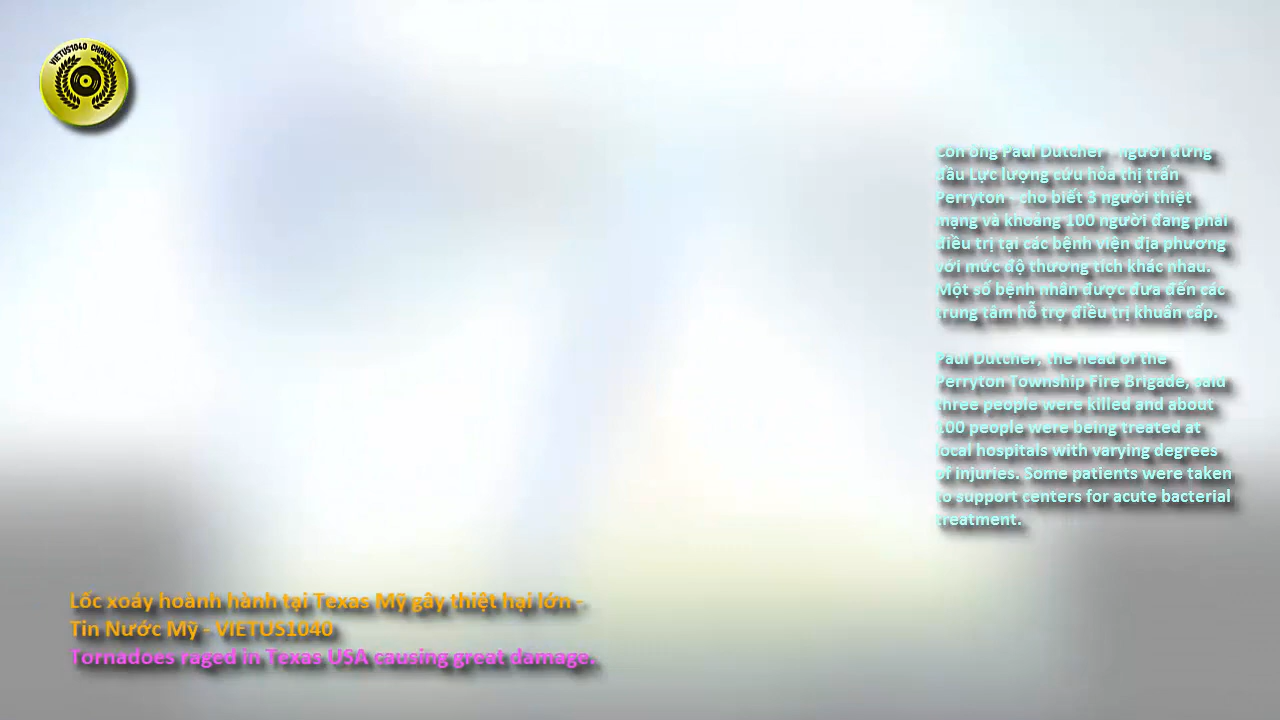 VIETUS1040 CHANNEL
Còn ông Paul Dutcher - người đứng
đầu Lực lượng cứu hỏa thị trấn
Perryton - cho biết 3 người thiệt
mạng và khoảng 100 người đang phải
điều trị tại các bệnh viện địa phương
với mức độ thương tích khác nhau.
Một số bệnh nhân được đưa đến các
trung tâm hỗ trợ điều trị khuẩn cấp.
Paul Dutcher, the head of the
Perryton Township Fire Brigade, said
three people were killed and about
100 people were being treated at
local hospitals with varying degrees
of injuries. Some patients were taken
to support centers for acute bacterial
treatment.
Lốc xoáy hoành hành tại Texas Mỹ gây thiệt hại lớn -
Tin Nước Mỹ - VIETUS1040
Tornadoes raged in Texas USA causing great damage.